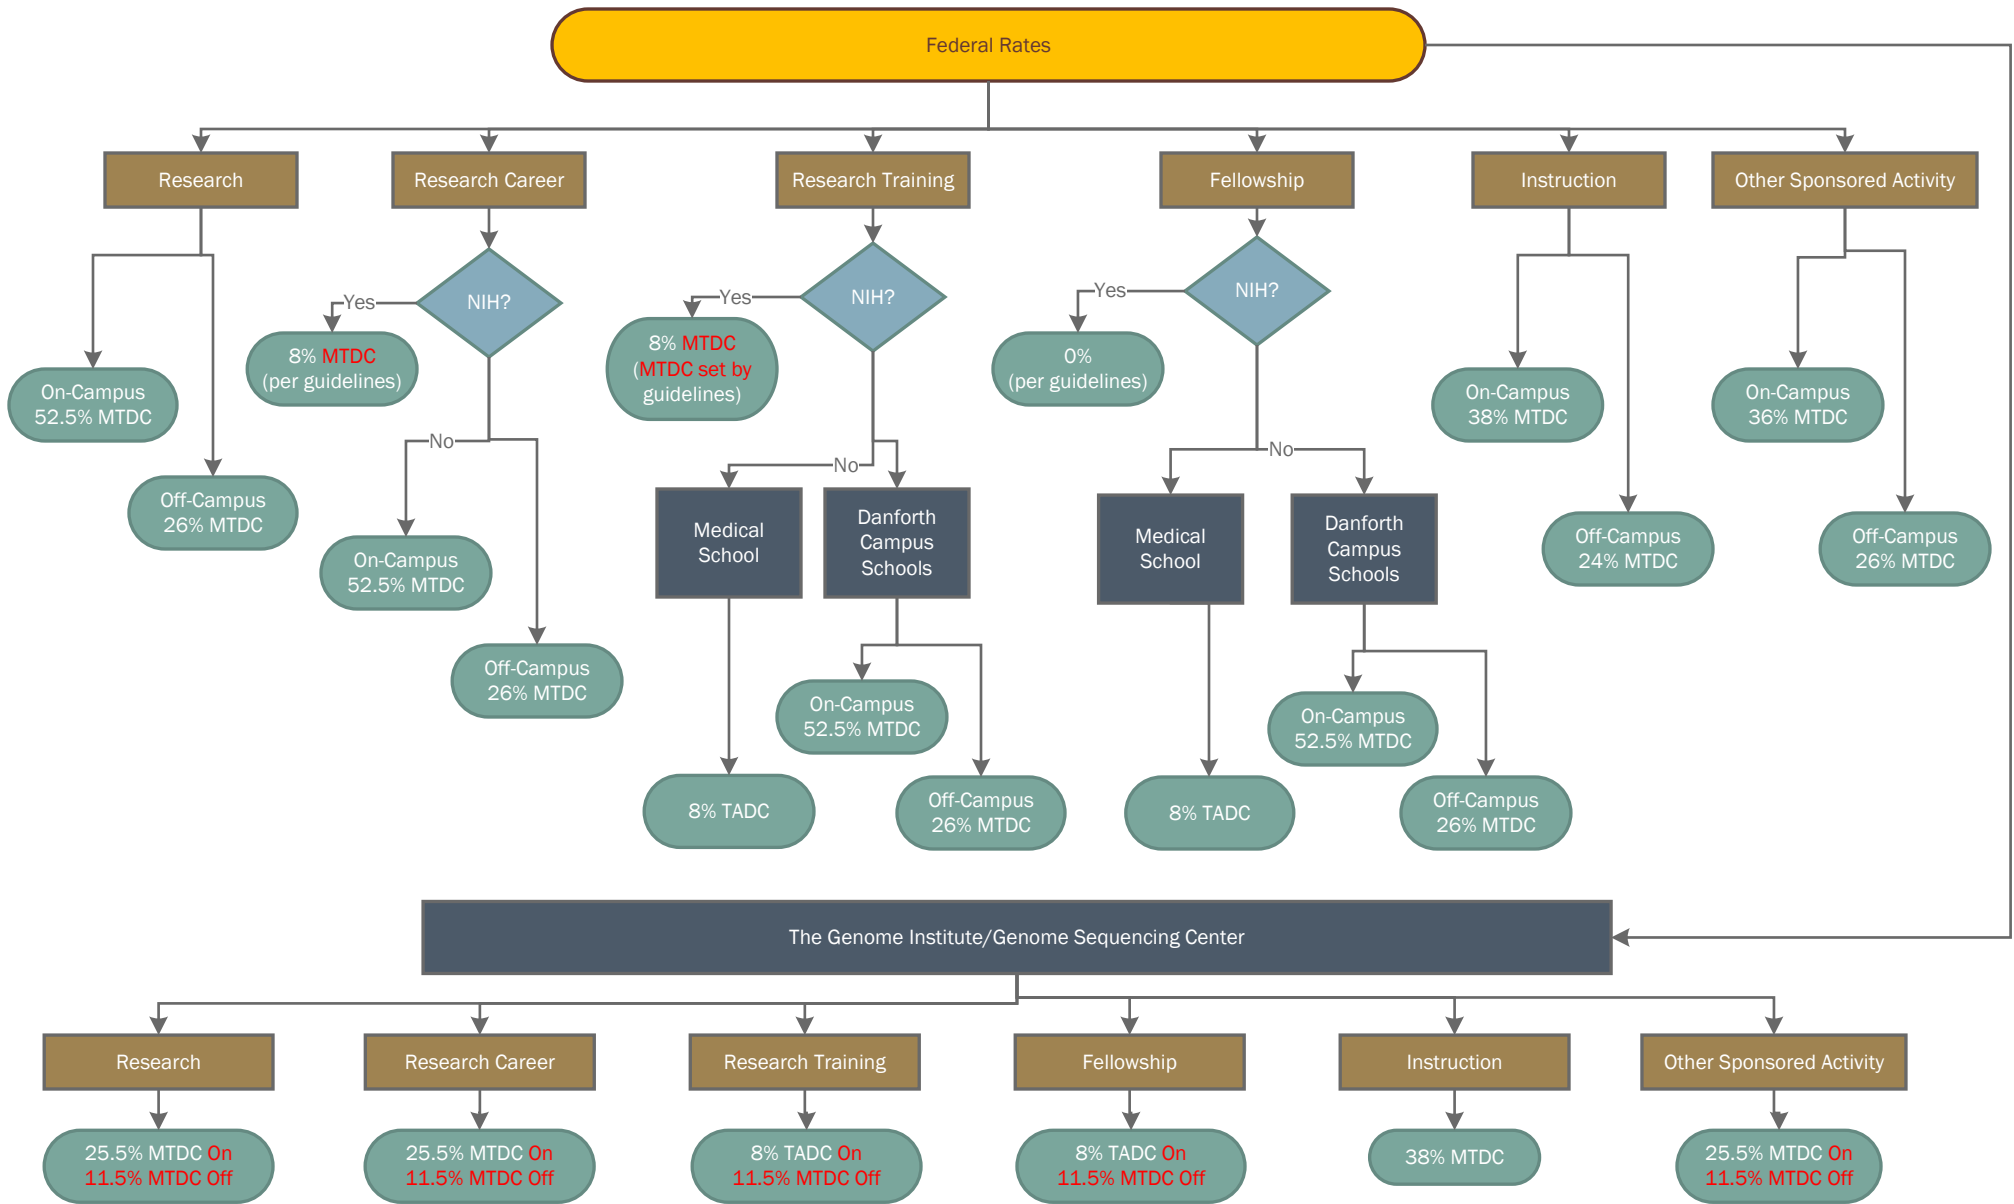 Federal Rates
Research
Research Career
Research Training
Fellowship
Instruction
Other Sponsored Activity
NIH?
NIH?
NIH?
Yes
Yes
Yes
8% MTDC
(per guidelines)
8% MTDC
(MTDC set by
guidelines)
0%
(per guidelines)
On-Campus
52.5% MTDC
On-Campus
38% MTDC
On-Campus
36% MTDC
No
No
No
Off-Campus
26% MTDC
On-Campus
52.5% MTDC
Medical
School
Danforth
Campus
Schools
Medical
School
Danforth
Campus
Schools
Off-Campus
24% MTDC
Off-Campus
26% MTDC
Off-Campus
26% MTDC
On-Campus
52.5% MTDC
On-Campus
52.5% MTDC
8% TADC
Off-Campus
26% MTDC
8% TADC
Off-Campus
26% MTDC
The Genome Institute/Genome Sequencing Center
Research
Research Career
Research Training
Fellowship
Instruction
Other Sponsored Activity
25.5% MTDC On
11.5% MTDC Off
25.5% MTDC On
11.5% MTDC Off
8% TADC On
11.5% MTDC Off
8% TADC On
11.5% MTDC Off
38% MTDC
25.5% MTDC On
11.5% MTDC Off